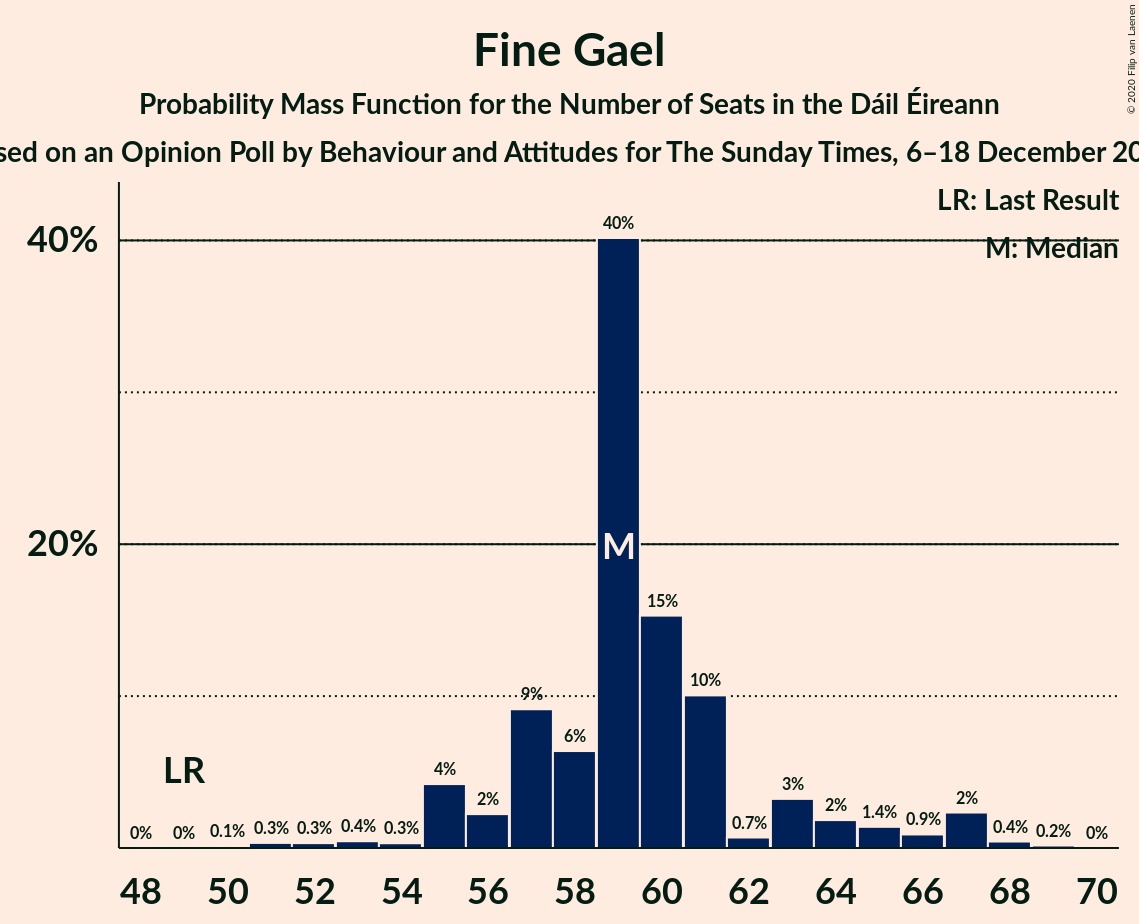 Fine Gael
Probability Mass Function for the Number of Seats in the Dáil Éireann
on an Opinion Poll by Behaviour and Attitudes for The Sunday Times, 6–18 December
© 2020 Filip van Laenen
LR: Last Result
M: Median
40%
20%
0% 0% 0.1% 0.3% 0.3% 0.4% 0.3% 4% 2% 9% 6% 40% 15% 10% 0.7% 3% 2% 1.4% 0.9% 2% 0.4% 0.2% 0%
LR
M
48 50 52 54 56 58 60 62 64 66 68 70